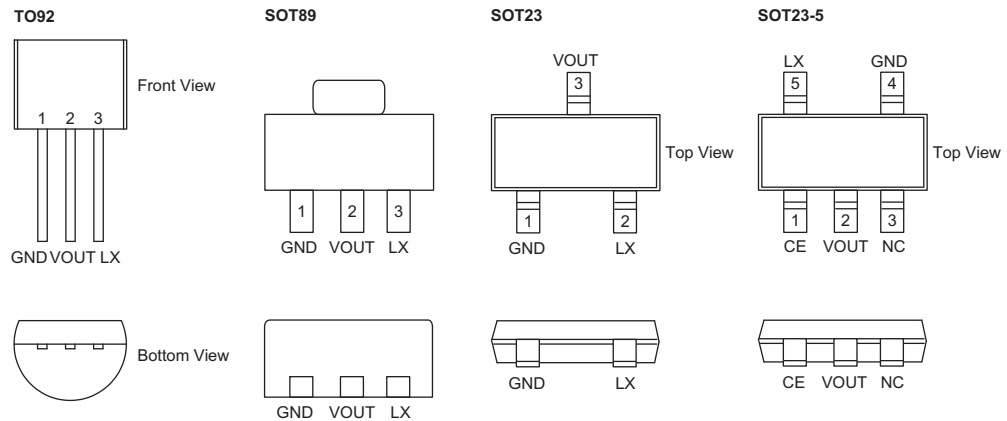 TO92
SOT89
SOT23
SOT23-5
Front View
1 2 3
GND VOUT LX
1 2 3
GND VOUT LX
VOUT
3
Top View
1 2
GND LX
LX GND
5 4
Top View
1 2 3
CE VOUT NC
Bottom View
GND VOUT LX
GND LX
CE VOUT NC